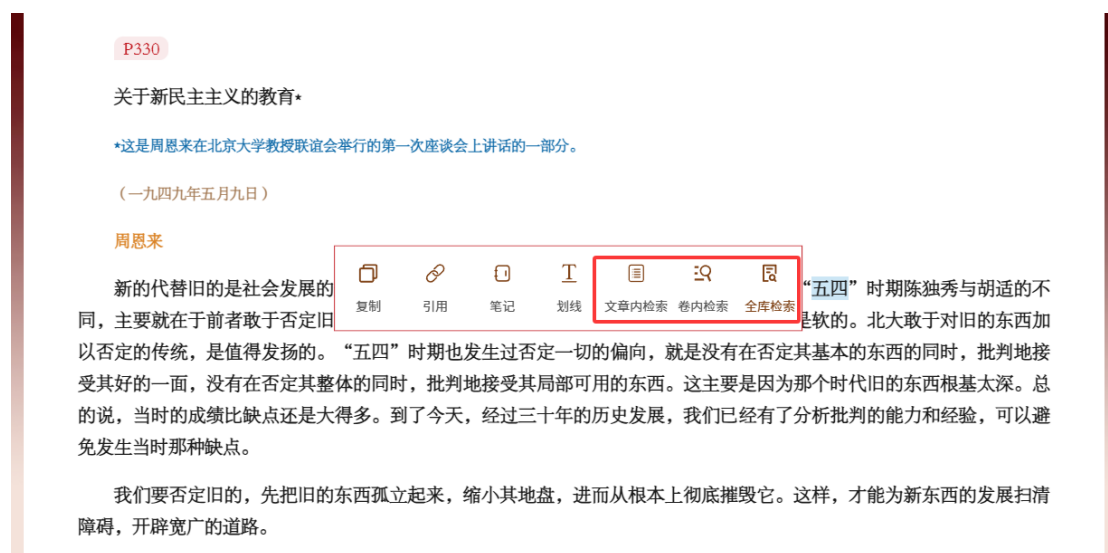 P330
关于新民主主义的教育*
*这是周恩来在北京大学教授联谊会举行的第一次座谈会上讲话的一部分。
（一九四九年五月九日）
周恩来
复制 引用 笔记 划线 文章内检索 卷内检索 全库检索
新的代替旧的是社会发展的 “五四”时期陈独秀与胡适的不
同，主要就在于前者敢于否定旧 是软的。北大敢于对旧的东西加
以否定的传统，是值得发扬的。“五四”时期也发生过否定一切的偏向，就是没有在否定其基本的东西的同时，批判地接
受其好的一面，没有在否定其整体的同时，批判地接受其局部可用的东西。这主要是因为那个时代旧的东西根基太深。总
的说，当时的成绩比缺点还是大得多。到了今天，经过三十年的历史发展，我们已经有了分析批判的能力和经验，可以避
免发生当时那种缺点。
我们要否定旧的，先把旧的东西孤立起来，缩小其地盘，进而从根本上彻底摧毁它。这样，才能为新东西的发展扫清
障碍，开辟宽广的道路。